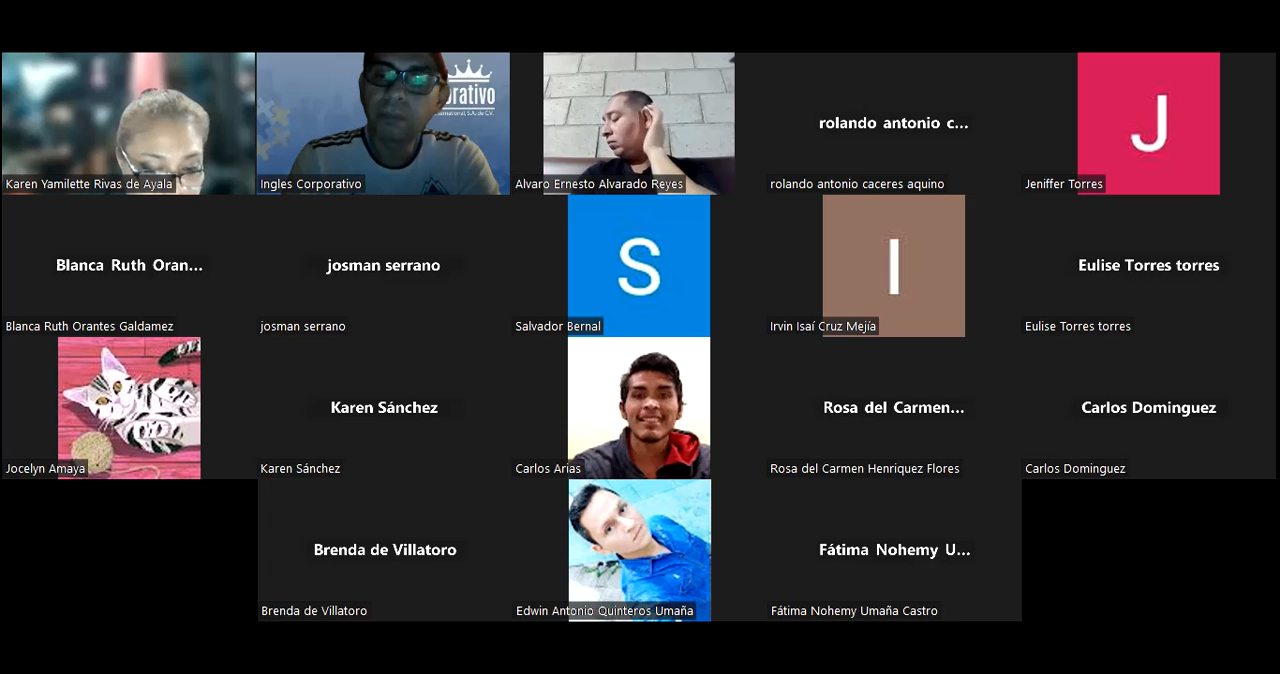 orativo
Karen Yamilette Rivas de Ayala
Ingles Corporativo
Alvaro Ernesto Alvarado Reyes
rolando antonio c...
rolando antonio caceres aquino
J
Jeniffer Torres
Blanca Ruth Oran...
Blanca Ruth Orantes Galdamez
josman serrano
josman serrano
S
Salvador Bernal
I
Irvin Isaí Cruz Mejía
Eulise Torres torres
Eulise Torres torres
Jocelyn Amaya
Karen Sánchez
Karen Sánchez
Carlos Arias
Rosa del Carmen...
Rosa del Carmen Henriquez Flores
Carlos Dominguez
Carlos Dominguez
Brenda de Villatoro
Brenda de Villatoro
Edwin Antonio Quinteros Umaña
Fátima Nohemy U...
Fátima Nohemy Umaña Castro